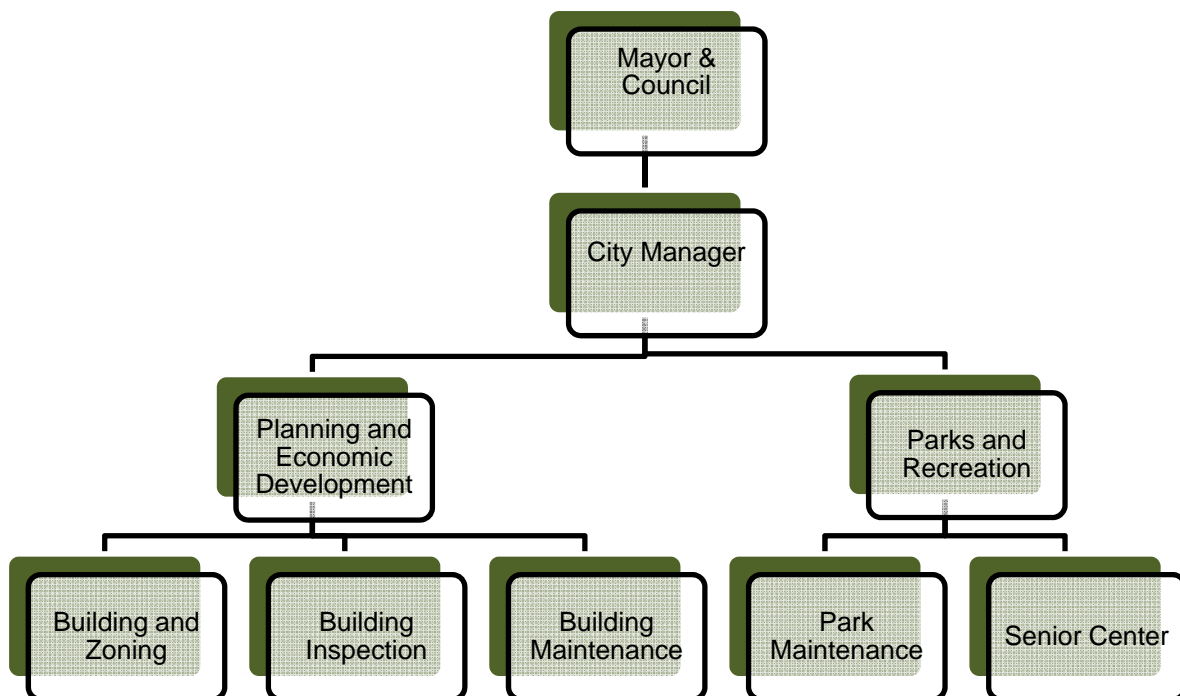 Mayor &
Council
City Manager
Planning and
Economic
Development
Parks and
Recreation
Building and
Zoning
Building
Inspection
Building
Maintenance
Park
Maintenance
Senior Center